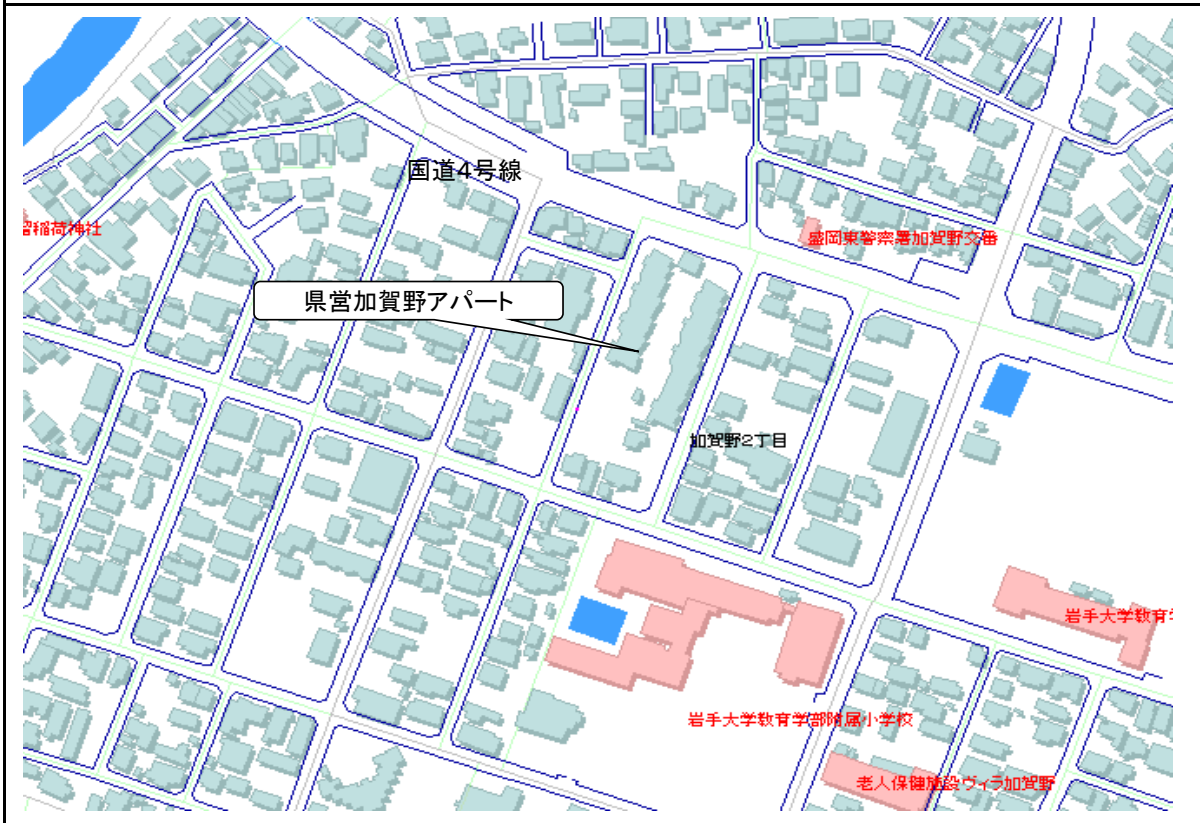 国道4号線
稲荷神社
盛岡東警察署加賀野交番
県営加賀野アパート
加賀野2丁目
岩手大学教育学
岩手大学教育学部附属小学校
老人保健施設ヴィラ加賀野